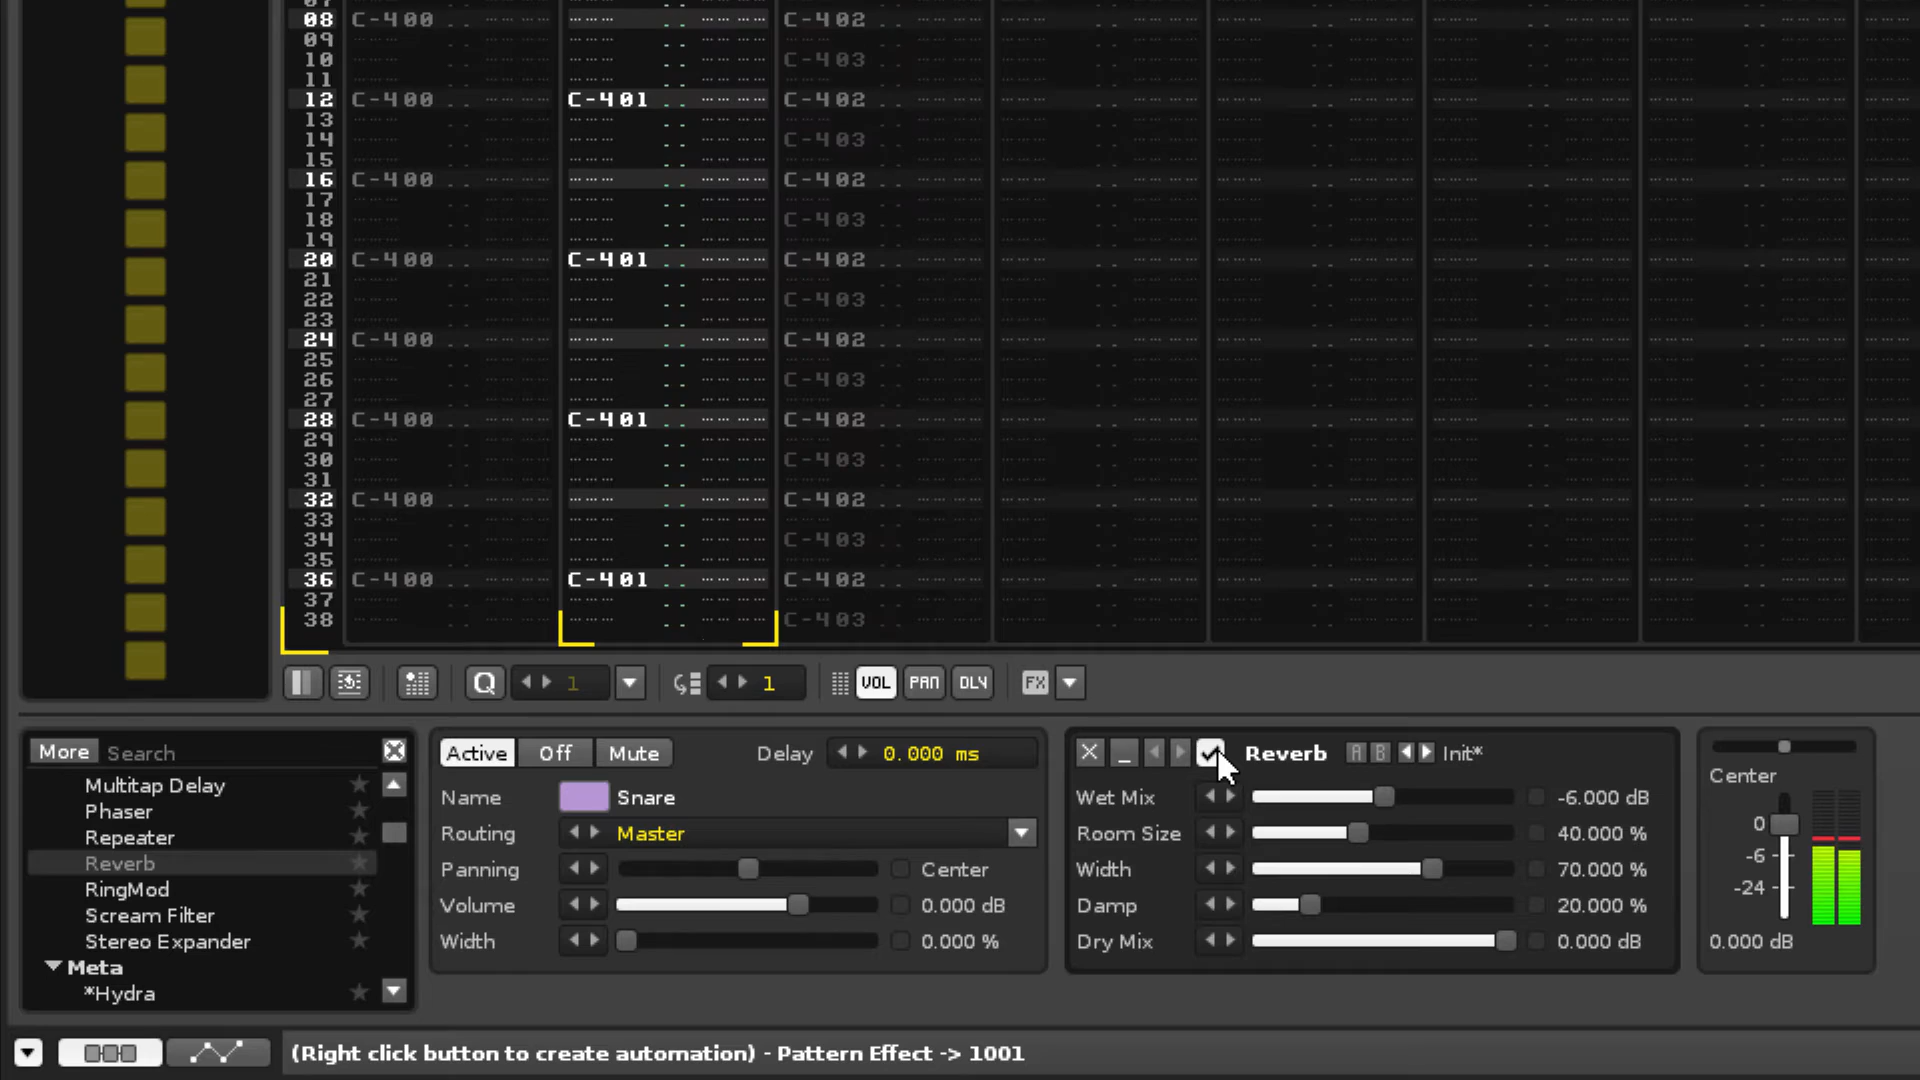 07
08 C-400 C-402
09
10 C-403
11
12 C-400 C-401 C-402
13
14 C-403
15
16 C-400 C-402
17
18 C-403
19
20 C-400 C-401 C-402
21
22 C-403
23
24 C-400 C-402
25
26 C-403
27
28 C-400 C-401 C-402
29
30 C-403
31
32 C-400 C-402
33
34 C-403
35
36 C-400 C-401 C-402
37
38 C-403
Q 1 1 VOL PAN DLY FX
More Search
Multitap Delay
Phaser
Repeater
Reverb
RingMod
Scream Filter
Stereo Expander
Meta
*Hydra
Active Off Mute Delay 0.000 ms
Name Snare
Routing Master
Panning Center
Volume 0.000 dB
Width 0.000 %
X _ Reverb A B Init*
Wet Mix -6.000 dB
Room Size 40.000 %
Width 70.000 %
Damp 20.000 %
Dry Mix 0.000 dB
Center
0
-6
-24
0.000 dB
(Right click button to create automation) - Pattern Effect -> 1001